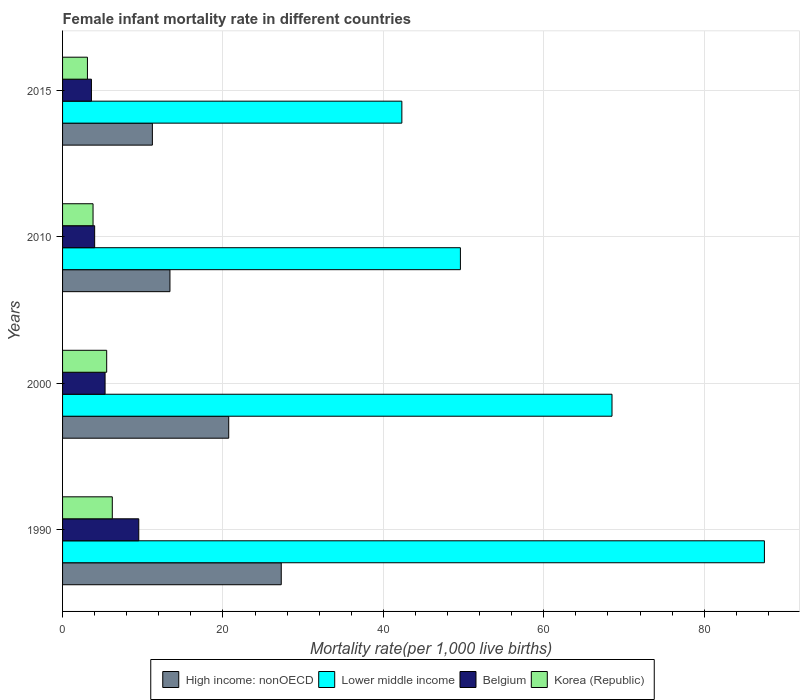 Female infant mortality rate in different countries
2015
2010
2000
1990
Years
0
20
40
60
80
Mortality rate(per 1,000 live births)
High income: nonOECD
Lower middle income
Belgium
Korea (Republic)